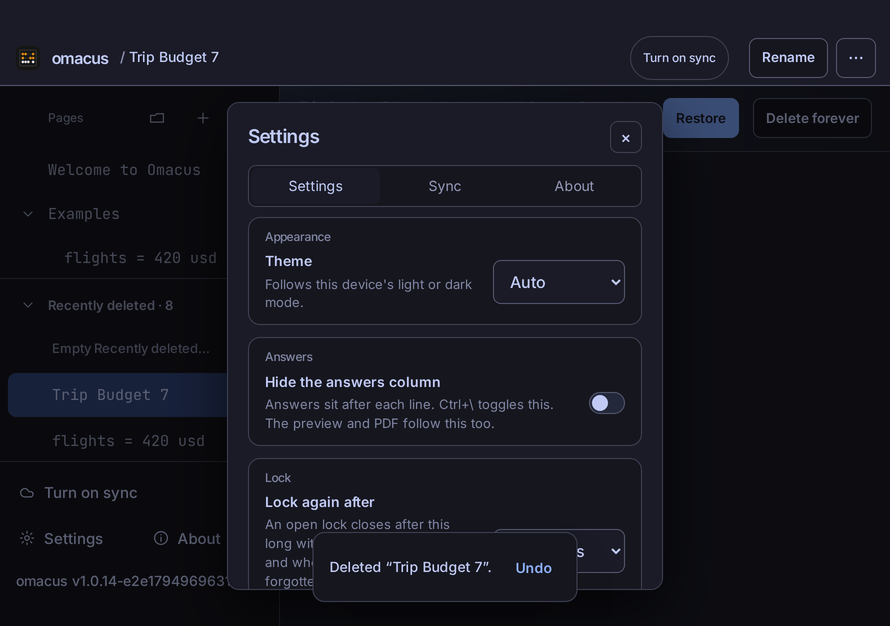 omacus / Trip Budget 7
Turn on sync
Rename
Pages
Welcome to Omacus
Examples
flights = 420 usd
Recently deleted · 8
Empty Recently deleted...
Trip Budget 7
flights = 420 usd
Turn on sync
Settings
About
omacus v1.0.14-e2e179496963
Restore
Delete forever
Settings
Settings
Sync
About
Appearance
Theme
Follows this device's light or dark
mode.
Auto
Answers
Hide the answers column
Answers sit after each line. Ctrl+\ toggles this.
The preview and PDF follow this too.
Lock
Lock again after
An open lock closes after this
long
Deleted “Trip Budget 7”.
Undo